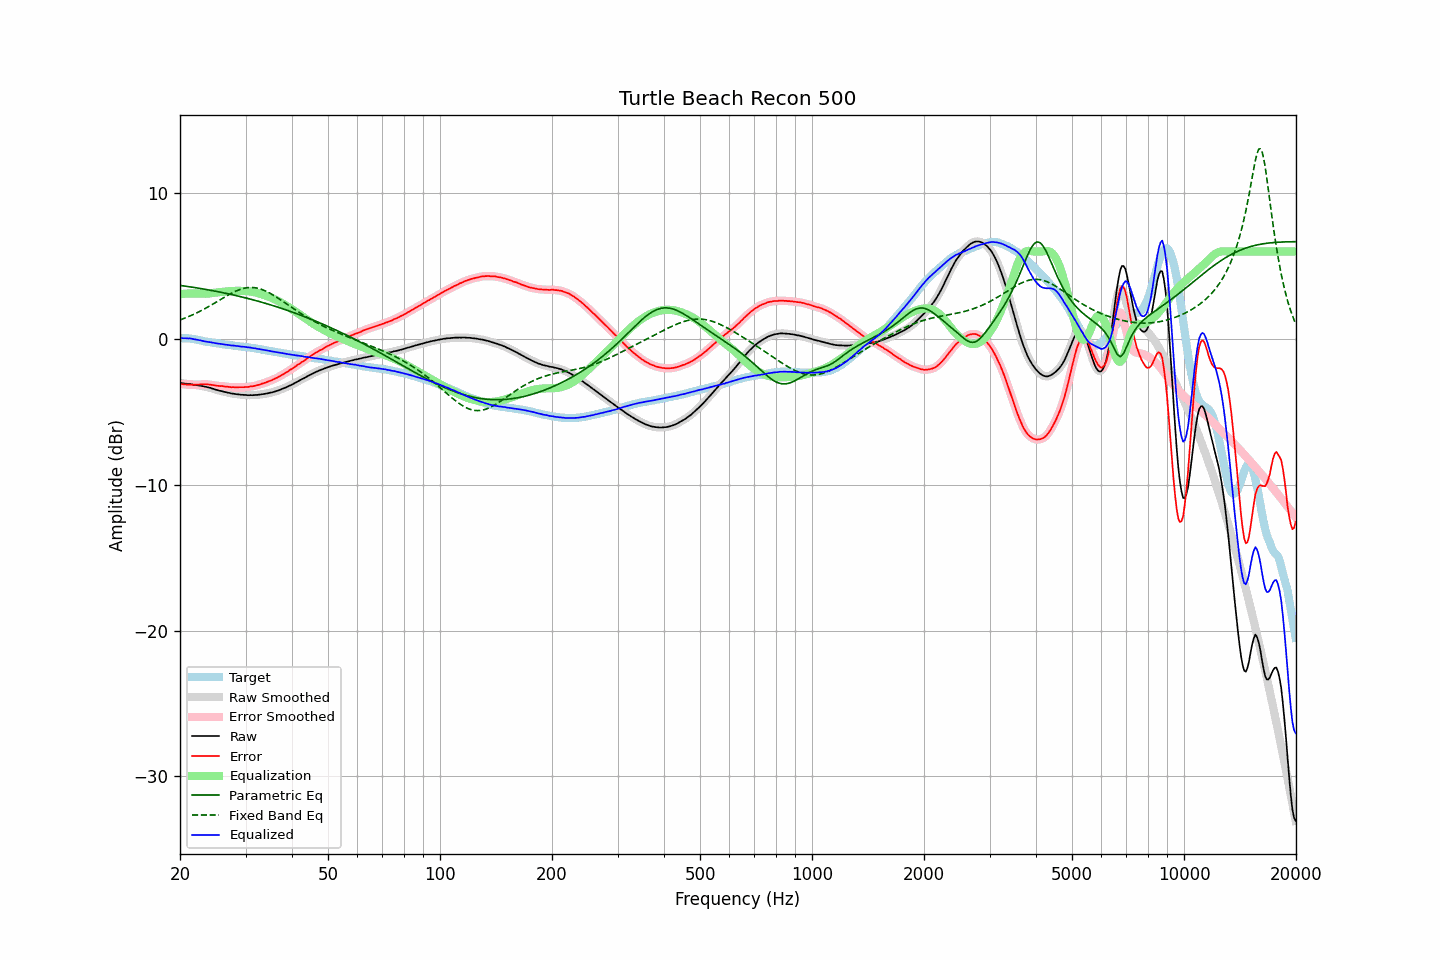 Turtle Beach Recon 500
Amplitude (dBr)
10
0
−10
−20
−30
Target
Raw Smoothed
Error Smoothed
Raw
Error
Equalization
Parametric Eq
Fixed Band Eq
Equalized
20 50 100 200 500 1000 2000 5000 10000 20000
Frequency (Hz)